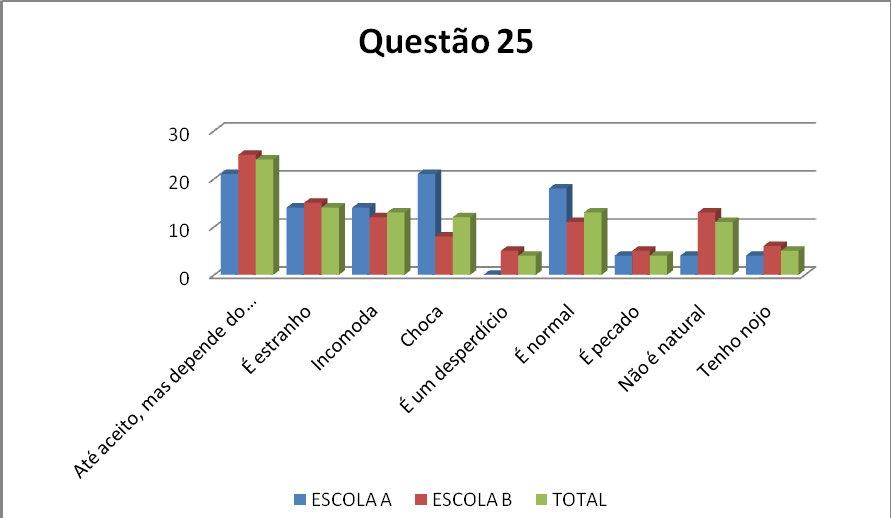 Questão 25
30
20
10
0
Até aceito, mas depende do...
É estranho
Incomoda
Choca
É um desperdício
É normal
É pecado
Não é natural
Tenho nojo
ESCOLA A ESCOLA B TOTAL